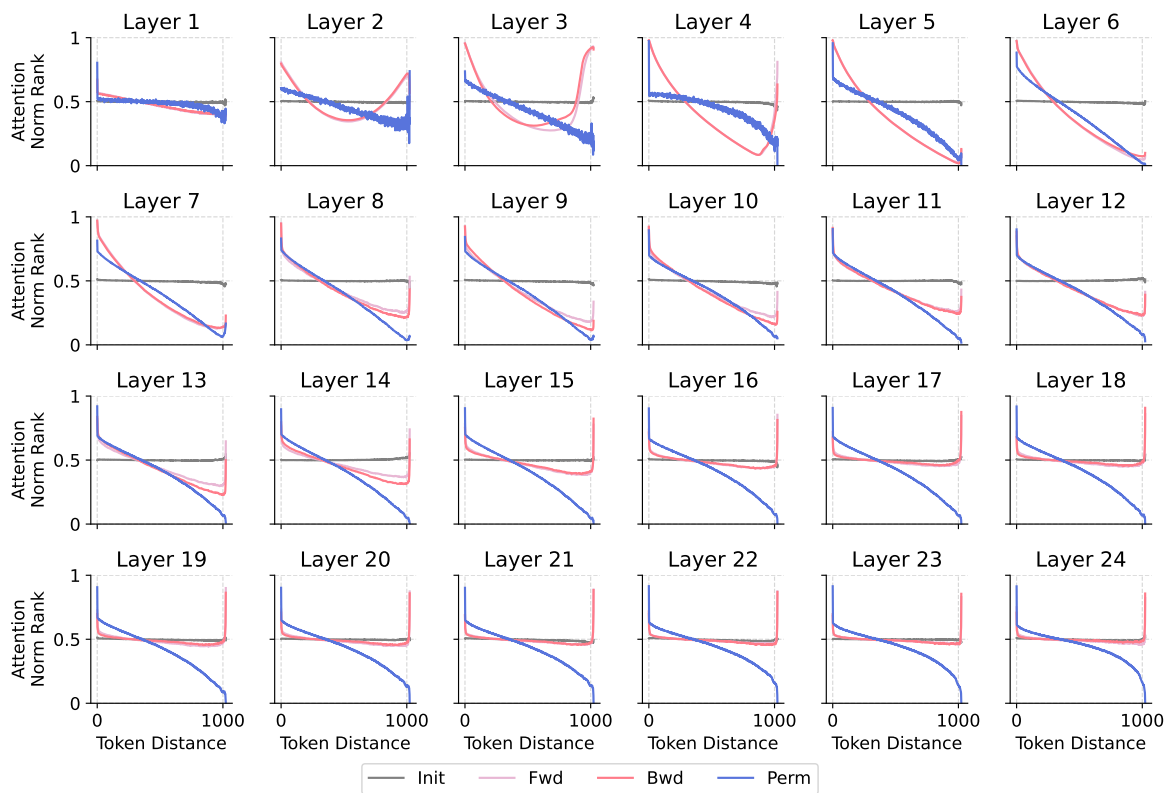 Layer 1 Layer 2 Layer 3 Layer 4 Layer 5 Layer 6
Attention
Norm Rank
1
0.5
0
Layer 7 Layer 8 Layer 9 Layer 10 Layer 11 Layer 12
Attention
Norm Rank
1
0.5
0
Layer 13 Layer 14 Layer 15 Layer 16 Layer 17 Layer 18
Attention
Norm Rank
1
0.5
0
Layer 19 Layer 20 Layer 21 Layer 22 Layer 23 Layer 24
Attention
Norm Rank
1
0.5
0
0 1000 0 1000 0 1000 0 1000 0 1000 0 1000
Token Distance Token Distance Token Distance Token Distance Token Distance Token Distance
Init Fwd Bwd Perm